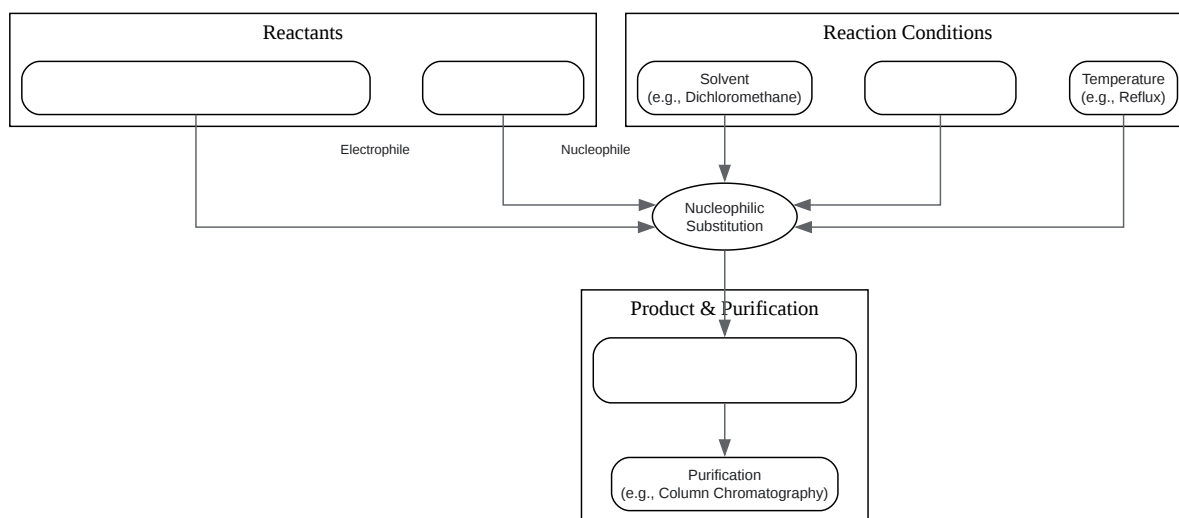 Reactants
Reaction Conditions
Solvent
(e.g., Dichloromethane)
Temperature
(e.g., Reflux)
Electrophile
Nucleophile
Nucleophilic
Substitution
Product & Purification
Purification
(e.g., Column Chromatography)